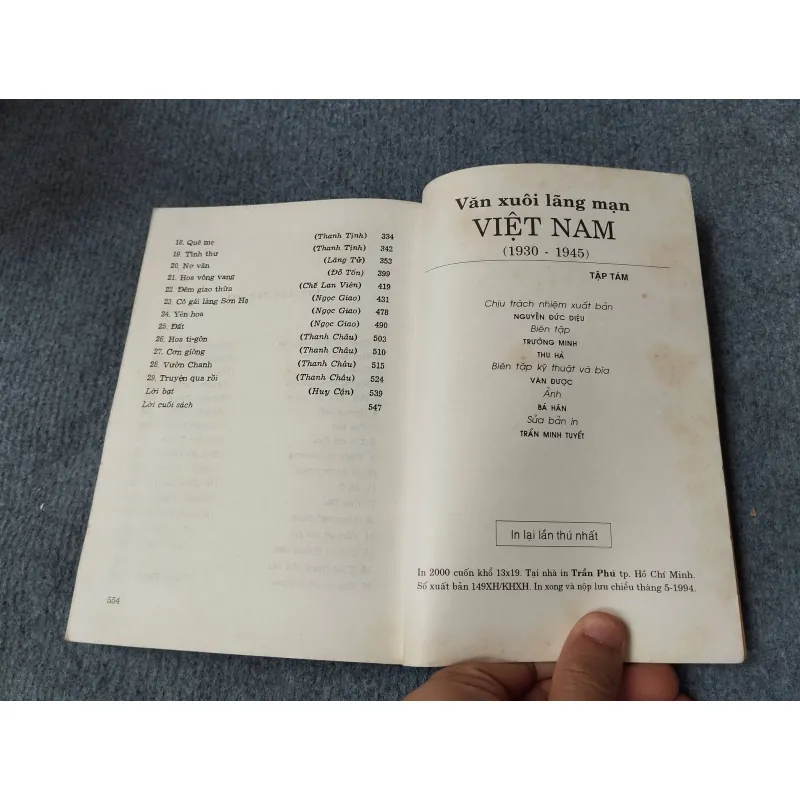 18. Quê mẹ (Thanh Tịnh) 334
19. Tình thư (Thanh Tịnh) 342
20. Nợ văn (Lãng Tử) 353
21. Hoa vông vang (Đỗ Tốn) 399
22. Đêm giao thừa (Chế Lan Viên) 419
23. Cô gái làng Sơn Hạ (Ngọc Giao) 431
24. Yên hoa (Ngọc Giao) 478
25. Đất (Ngọc Giao) 490
26. Hoa ti-gôn (Thanh Châu) 503
27. Cơn giông (Thanh Châu) 510
28. Vườn Chanh (Thanh Châu) 515
29. Truyện qua rồi (Thanh Châu) 524
Lời bạt (Huy Cận) 539
Lời cuối sách 547
554
Văn xuôi lãng mạn
VIỆT NAM
(1930 - 1945)
TẬP TÁM
Chịu trách nhiệm xuất bản
NGUYỄN ĐỨC DIỆU
Biên tập
TRƯỜNG MINH
THU HÀ
Biên tập kỹ thuật và bìa
VĂN ĐƯỢC
Ảnh
BÁ HÂN
Sửa bản in
TRẦN MINH TUYẾT
In lại lần thứ nhất
In 2000 cuốn khổ 13x19. Tại nhà in Trần Phú tp. Hồ Chí Minh.
Số xuất bản 149XH/KHXH. In xong và nộp lưu chiểu tháng 5-1994.